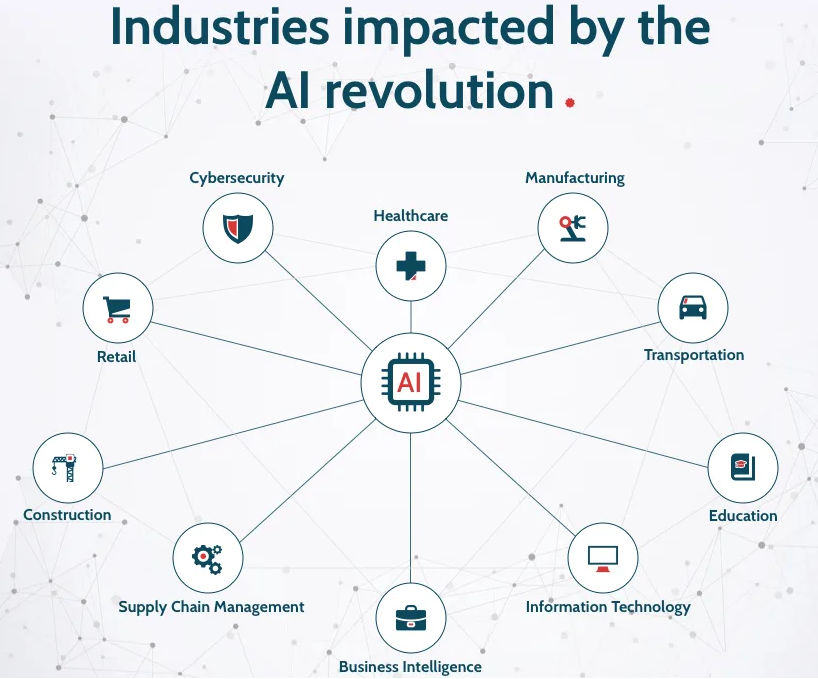 Industries impacted by the
AI revolution.
Cybersecurity
Manufacturing
Healthcare
Retail
Transportation
AI
Construction
Education
Supply Chain Management
Information Technology
Business Intelligence